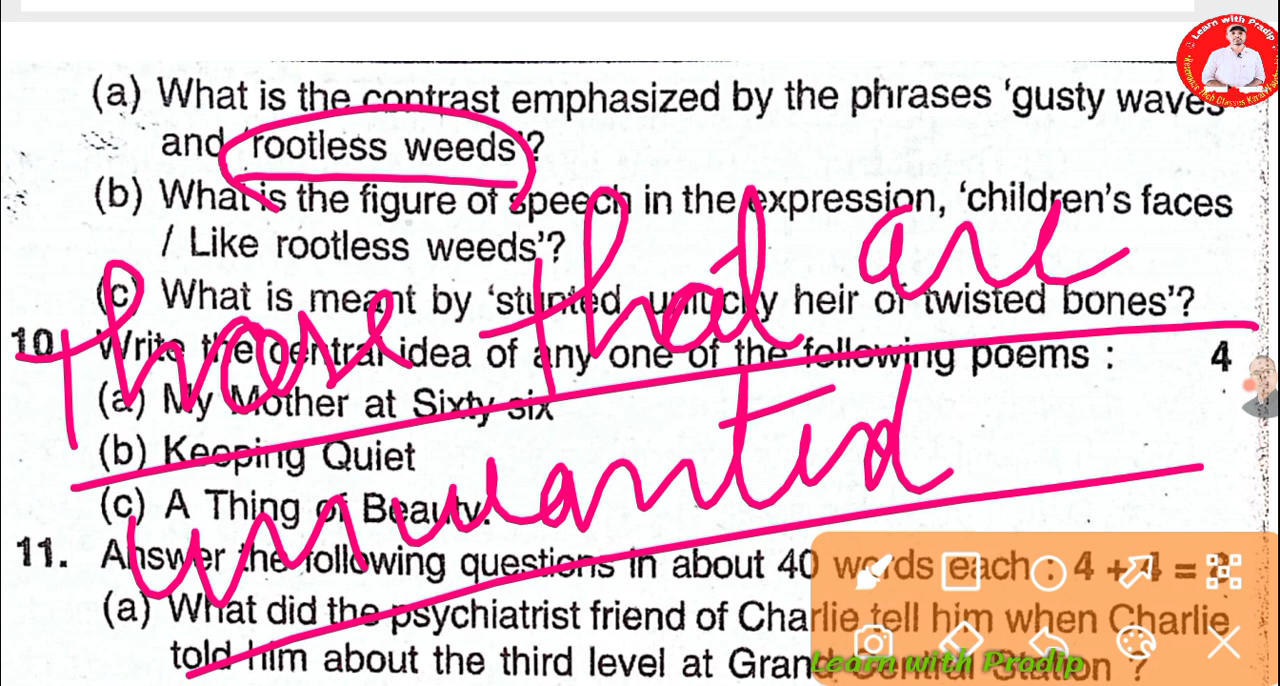 Learn with Pradip
(a) What is the contrast emphasized by the phrases ‘gusty waves
and ‘rootless weeds’?
(b) What is the figure of speech in the expression, ‘children’s faces
/ Like rootless weeds’?
(c) What is meant by ‘stunted, unlucky heir of twisted bones’?
those that are
10. Write the central idea of any one of the following poems : 4
(a) My Mother at Sixty-six
(b) Keeping Quiet
unwanted
(c) A Thing of Beauty.
11. Answer the following questions in about 40 words each : 4 + 4 = 8
(a) What did the psychiatrist friend of Charlie tell him when Charlie
told him about the third level at Grand Central Station ?
Learn with Pradip